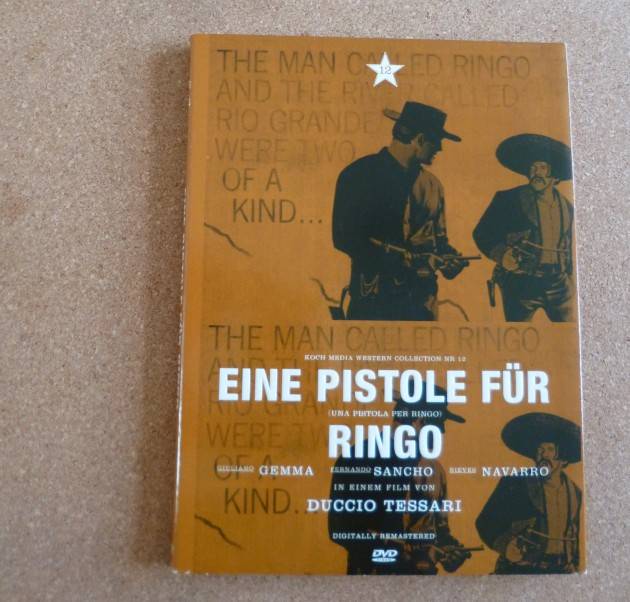 12
THE MAN CALLED RINGO
AND THE RIVER CALLED
RIO GRANDE
WERE TWO
OF A
KIND...
THE MAN CALLED RINGO
KOCH MEDIA WESTERN COLLECTION NR 12
AND THE
EINE PISTOLE FÜR
RIO GRANDE
(UNA PISTOLA PER RINGO)
WERE TWO
RINGO
GIULIANO GEMMA FERNANDO SANCHO NIEVES NAVARRO
OF A
IN EINEM FILM VON
KIND...
DUCCIO TESSARI
DIGITALLY REMASTERED
DVD